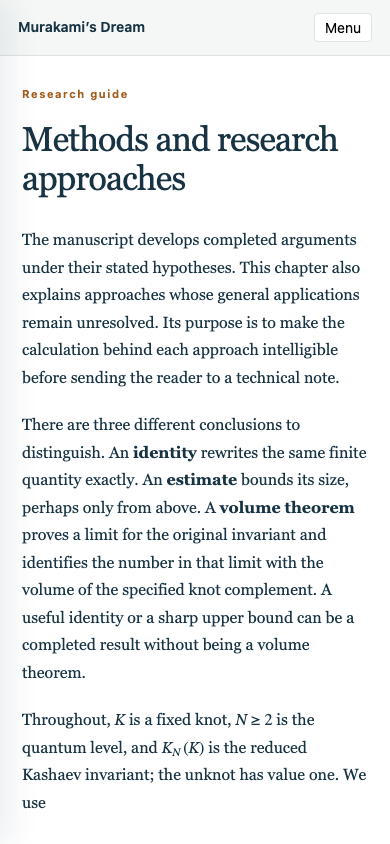 Murakami’s Dream
Menu
Research guide
Methods and research
approaches
The manuscript develops completed arguments
under their stated hypotheses. This chapter also
explains approaches whose general applications
remain unresolved. Its purpose is to make the
calculation behind each approach intelligible
before sending the reader to a technical note.
There are three different conclusions to
distinguish. An identity rewrites the same finite
quantity exactly. An estimate bounds its size,
perhaps only from above. A volume theorem
proves a limit for the original invariant and
identifies the number in that limit with the
volume of the specified knot complement. A
useful identity or a sharp upper bound can be a
completed result without being a volume
theorem.
Throughout, K is a fixed knot, N ≥ 2 is the
quantum level, and K_N(K) is the reduced
Kashaev invariant; the unknot has value one. We
use